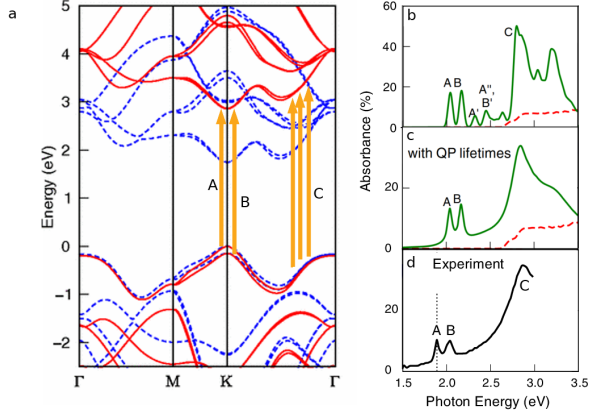 a
Energy (eV)
5
4
3
2
1
0
−1
−2
A
B
C
Γ
M
K
Γ
b
60
40
20
0
A
B
A'
A'',
B'
C
Absorbance (%)
c
with QP lifetimes
20
0
A
B
d
Experiment
20
0
A
B
C
1.5
2.0
2.5
3.0
3.5
Photon Energy (eV)